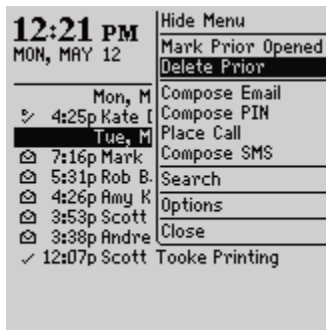 12:21 PM
MON, MAY 12
Hide Menu
Mark Prior Opened
Delete Prior
Compose Email
Compose PIN
Place Call
Compose SMS
Search
Options
Close
Mon, M
4:25p Kate
Tue, M
7:16p Mark
5:31p Rob B.
4:26p Amy K
3:53p Scott
3:38p Andre
12:07p Scott Tooke Printing